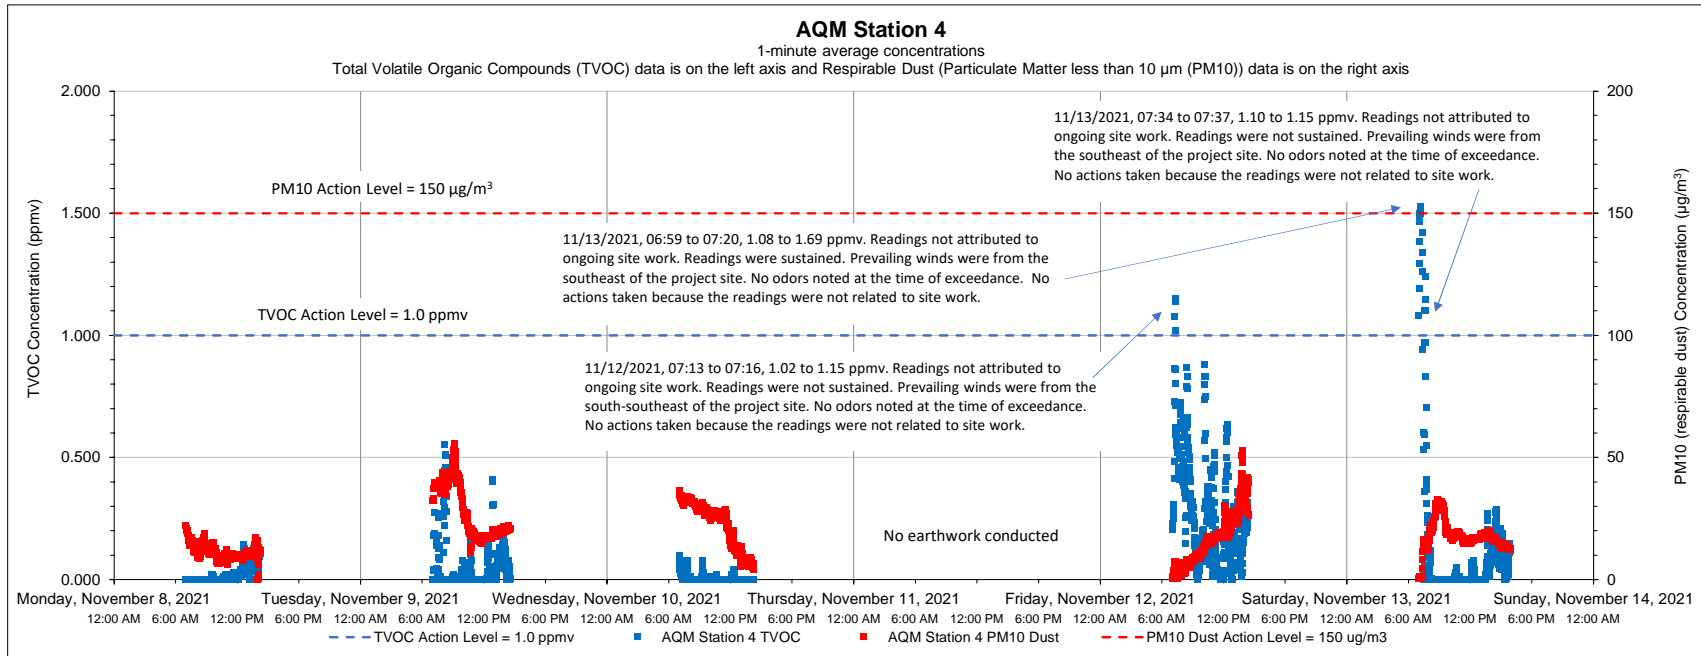 AQM Station 4
1-minute average concentrations
Total Volatile Organic Compounds (TVOC) data is on the left axis and Respirable Dust (Particulate Matter less than 10 µm (PM10)) data is on the right axis
TVOC Concentration (ppmv)
2.000
1.500
1.000
0.500
0.000
PM10 Action Level = 150 µg/m³
TVOC Action Level = 1.0 ppmv
11/13/2021, 06:59 to 07:20, 1.08 to 1.69 ppmv. Readings not attributed to
ongoing site work. Readings were sustained. Prevailing winds were from the
southeast of the project site. No odors noted at the time of exceedance.  No
actions taken because the readings were not related to site work.
11/12/2021, 07:13 to 07:16, 1.02 to 1.15 ppmv. Readings not attributed to
ongoing site work. Readings were not sustained. Prevailing winds were from the
south-southeast of the project site. No odors noted at the time of exceedance.
No actions taken because the readings were not related to site work.
11/13/2021, 07:34 to 07:37, 1.10 to 1.15 ppmv. Readings not attributed to
ongoing site work. Readings were not sustained. Prevailing winds were from
the southeast of the project site. No odors noted at the time of exceedance.
No actions taken because the readings were not related to site work.
No earthwork conducted
200
150
100
50
0
PM10 (respirable dust) Concentration (µg/m³)
Monday, November 8, 2021 Tuesday, November 9, 2021 Wednesday, November 10, 2021 Thursday, November 11, 2021 Friday, November 12, 2021 Saturday, November 13, 2021 Sunday, November 14, 2021
12:00 AM 6:00 AM 12:00 PM 6:00 PM 12:00 AM 6:00 AM 12:00 PM 6:00 PM 12:00 AM 6:00 AM 12:00 PM 6:00 PM 12:00 AM 6:00 AM 12:00 PM 6:00 PM 12:00 AM 6:00 AM 12:00 PM 6:00 PM 12:00 AM 6:00 AM 12:00 PM 6:00 PM 12:00 AM
TVOC Action Level = 1.0 ppmv AQM Station 4 TVOC AQM Station 4 PM10 Dust PM10 Dust Action Level = 150 ug/m3